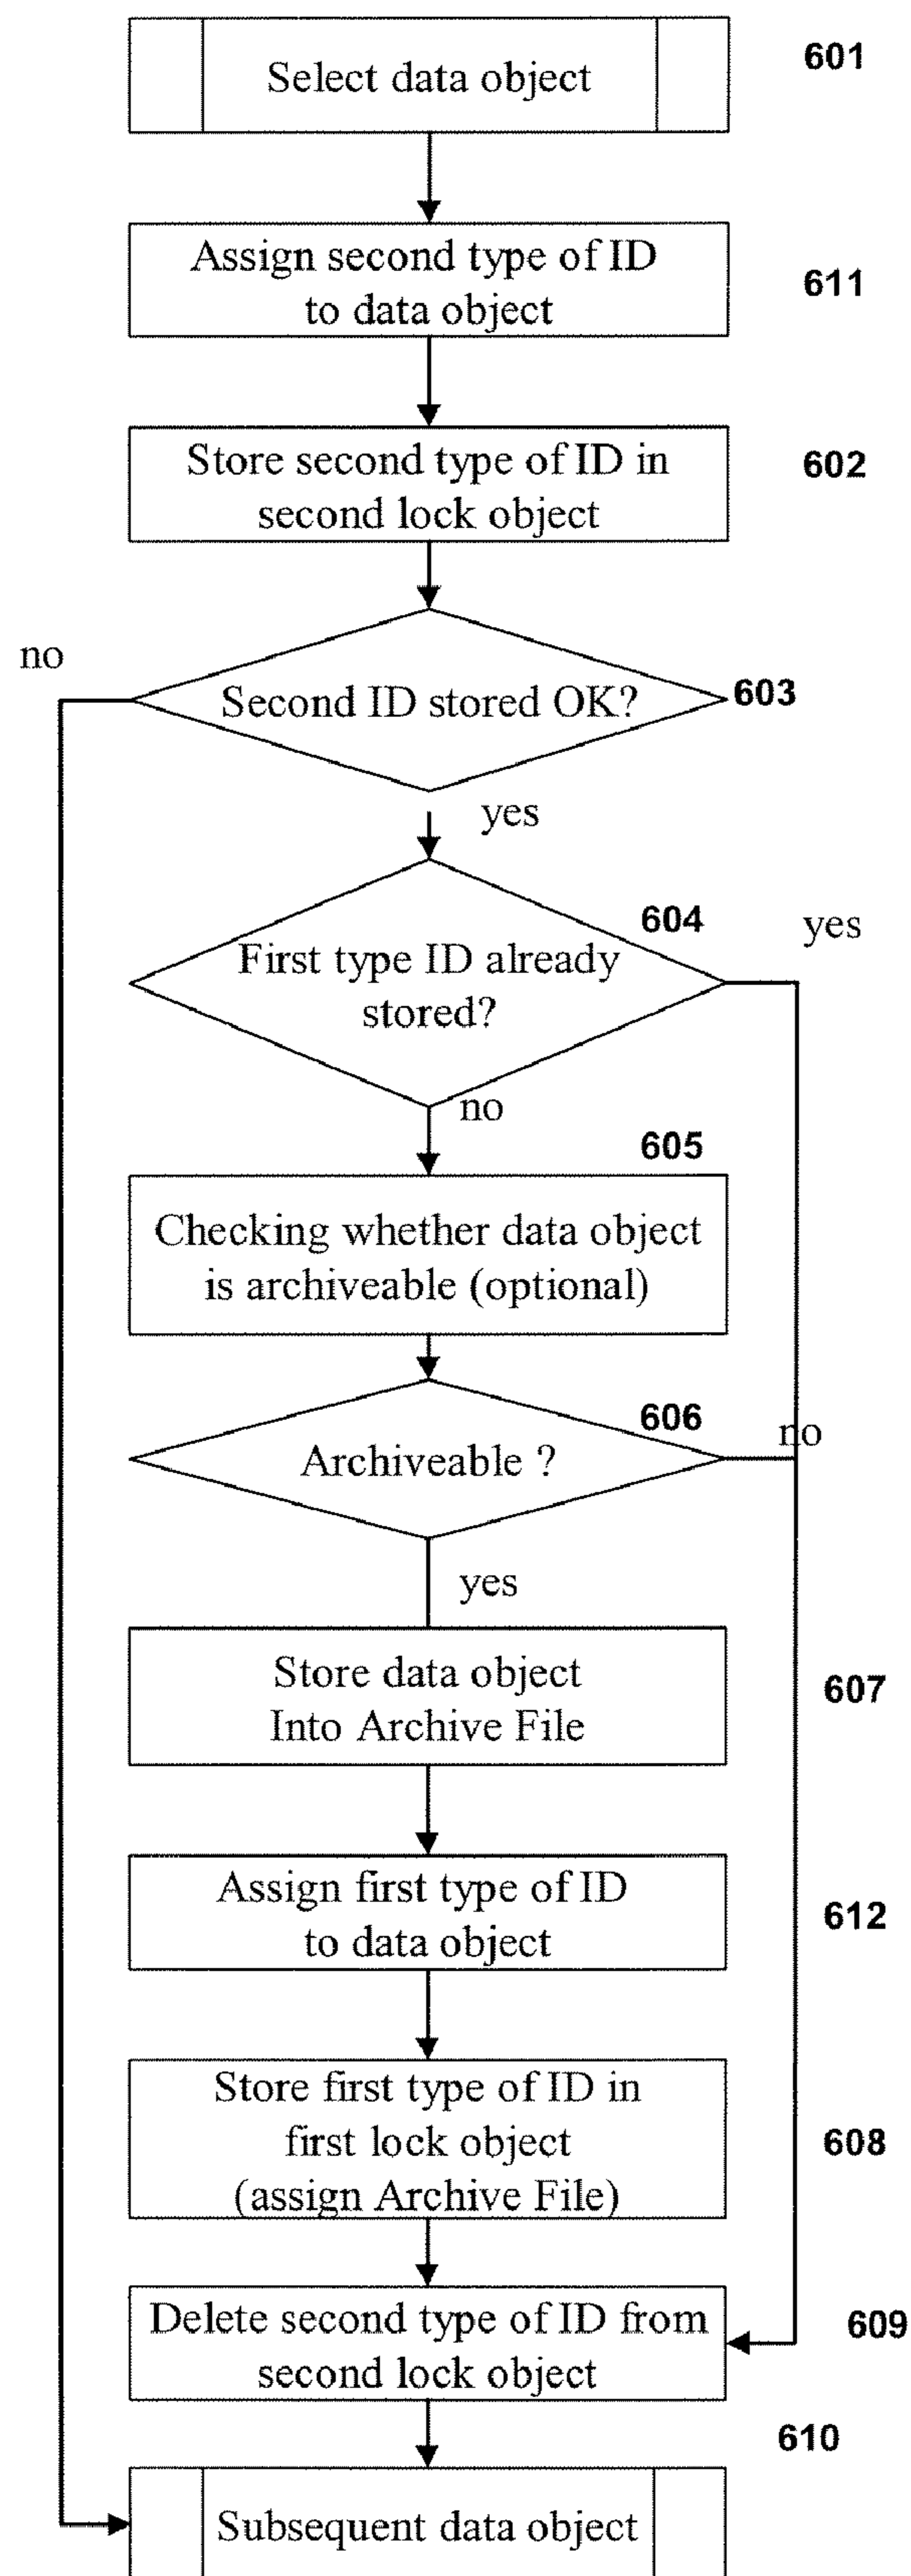 Select data object
601
Assign second type of ID
to data object
611
Store second type of ID in
second lock object
602
no
Second ID stored OK?
603
yes
604
yes
First type ID already
stored?
no
605
Checking whether data object
is archiveable (optional)
606
no
Archiveable ?
yes
Store data object
Into Archive File
607
Assign first type of ID
to data object
612
Store first type of ID in
first lock object
(assign Archive File)
608
Delete second type of ID from
second lock object
609
610
Subsequent data object